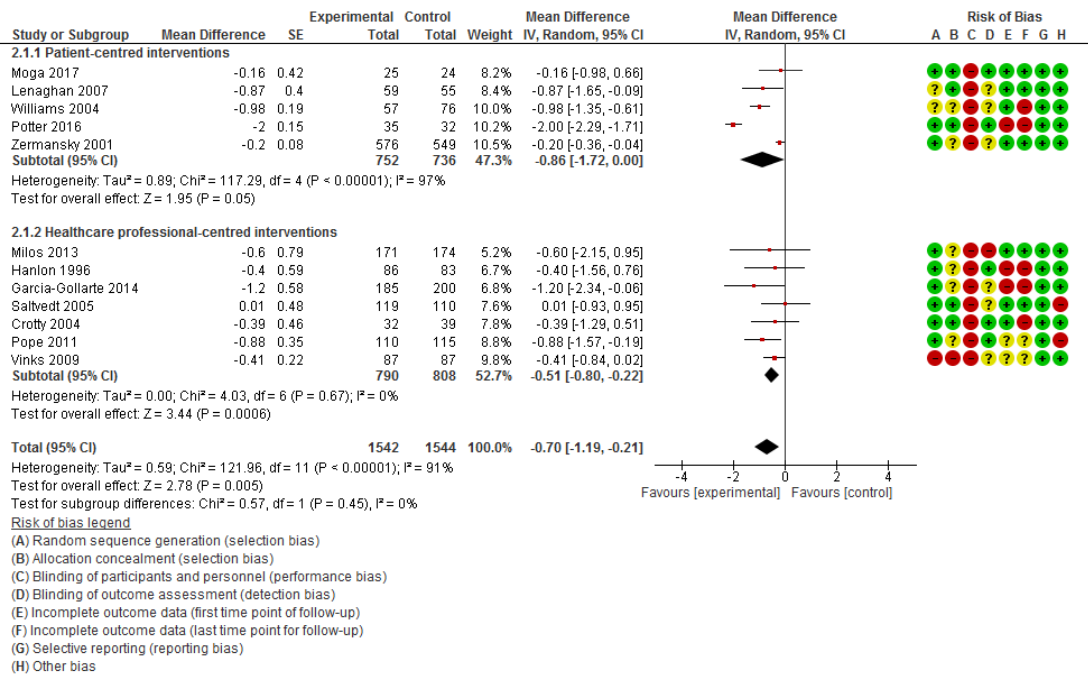 Experimental Control Mean Difference Mean Difference Risk of Bias
Study or Subgroup Mean Difference SE Total Total Weight IV, Random, 95% CI IV, Random, 95% CI A B C D E F G H
2.1.1 Patient-centred interventions
Moga 2017 -0.16 0.42 25 24 8.2% -0.16 [-0.98, 0.66] + + - + + + + +
Lenaghan 2007 -0.87 0.4 59 55 8.4% -0.87 [-1.65, -0.09] ? + - ? + + + +
Williams 2004 -0.98 0.19 57 76 10.0% -0.98 [-1.35, -0.61] ? ? - ? + - + +
Potter 2016 -2 0.15 35 32 10.2% -2.00 [-2.29, -1.71] + + - + - - + +
Zermansky 2001 -0.2 0.08 576 549 10.5% -0.20 [-0.36, -0.04] + ? - ? + + + +
Subtotal (95% CI) 752 736 47.3% -0.86 [-1.72, 0.00]
Heterogeneity: Tau² = 0.89; Chi² = 117.29, df = 4 (P < 0.00001); I² = 97%
Test for overall effect: Z = 1.95 (P = 0.05)
2.1.2 Healthcare professional-centred interventions
Milos 2013 -0.6 0.79 171 174 5.2% -0.60 [-2.15, 0.95] + ? - - + + + +
Hanlon 1996 -0.4 0.59 86 83 6.7% -0.40 [-1.56, 0.76] + ? - + - - + +
Garcia-Gollarte 2014 -1.2 0.58 185 200 6.8% -1.20 [-2.34, -0.06] + ? - ? - - + +
Saltvedt 2005 0.01 0.48 119 110 7.6% 0.01 [-0.93, 0.95] + + - ? + + + -
Crotty 2004 -0.39 0.46 32 39 7.8% -0.39 [-1.29, 0.51] + + - + + - + +
Pope 2011 -0.88 0.35 110 115 8.8% -0.88 [-1.57, -0.19] + ? - + ? ? + -
Vinks 2009 -0.41 0.22 87 87 9.8% -0.41 [-0.84, 0.02] - - - ? ? ? + +
Subtotal (95% CI) 790 808 52.7% -0.51 [-0.80, -0.22]
Heterogeneity: Tau² = 0.00; Chi² = 4.03, df = 6 (P = 0.67); I² = 0%
Test for overall effect: Z = 3.44 (P = 0.0006)
Total (95% CI) 1542 1544 100.0% -0.70 [-1.19, -0.21]
Heterogeneity: Tau² = 0.59; Chi² = 121.96, df = 11 (P < 0.00001); I² = 91%
Test for overall effect: Z = 2.78 (P = 0.005)
Test for subgroup differences: Chi² = 0.57, df = 1 (P = 0.45), I² = 0%
-4 -2 0 2 4
Favours [experimental] Favours [control]
Risk of bias legend
(A) Random sequence generation (selection bias)
(B) Allocation concealment (selection bias)
(C) Blinding of participants and personnel (performance bias)
(D) Blinding of outcome assessment (detection bias)
(E) Incomplete outcome data (first time point of follow-up)
(F) Incomplete outcome data (last time point for follow-up)
(G) Selective reporting (reporting bias)
(H) Other bias